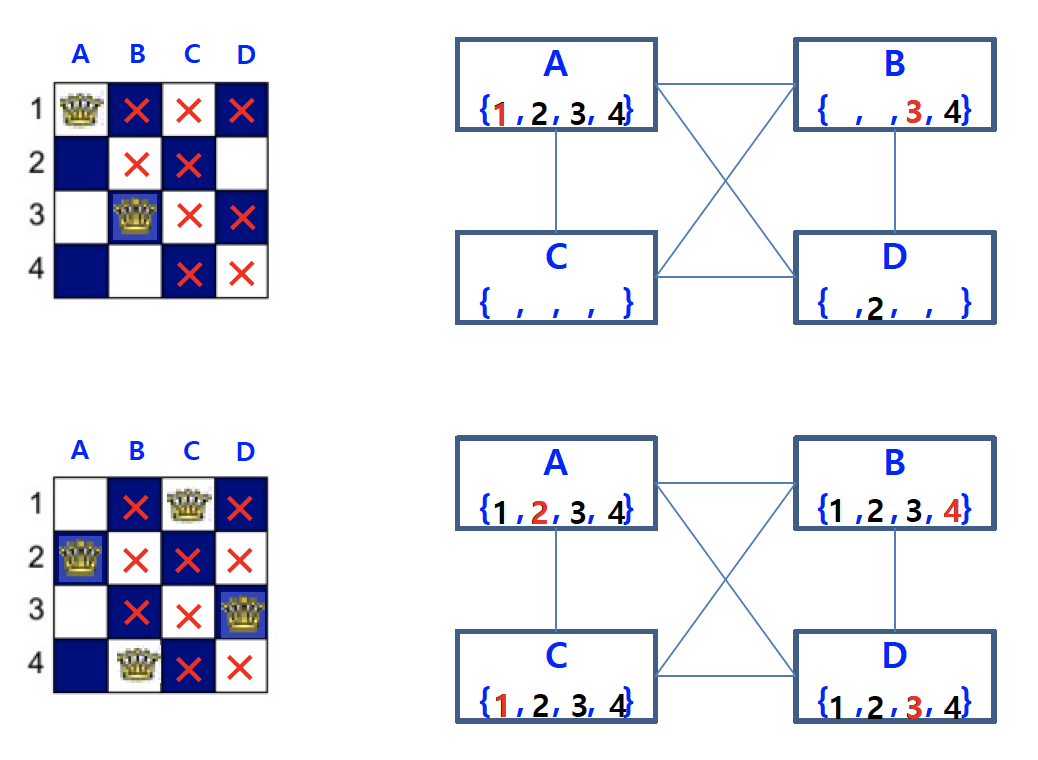 A B C D
1
2
3
4
A
{1, 2, 3, 4}
B
{ , , 3, 4}
C
{ , , , }
D
{ , 2, , }
A B C D
1
2
3
4
A
{1, 2, 3, 4}
B
{1, 2, 3, 4}
C
{1, 2, 3, 4}
D
{1, 2, 3, 4}